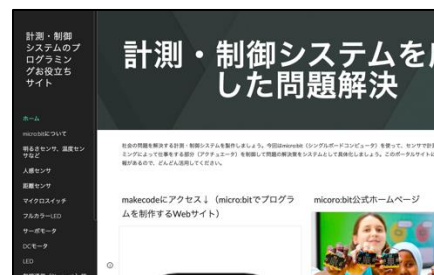 計測・制御
システムのプ
ログラミン
グお役立ち
サイト
ホーム
micro:bitについて
明るさセンサ、温度セン
サなど
人感センサ
距離センサ
マイクロスイッチ
フルカラーLED
サーボモータ
DCモータ
LED
計測・制御システムを
した問題解決
社会の問題を解決する計測・制御システムを製作しましょう。今回はmicro:bit（シングルボードコンピュータ）を使って、センサで計
ミングによって仕事をする部分（アクチュエータ）を制御して問題の解決策をシステムとして具体化しましょう。このポータルサイトに
報があるので、どんどん活用してください。
makecodeにアクセス↓（micro:bitでプログラ
ムを制作するWebサイト）
micoro:bit公式ホームページ